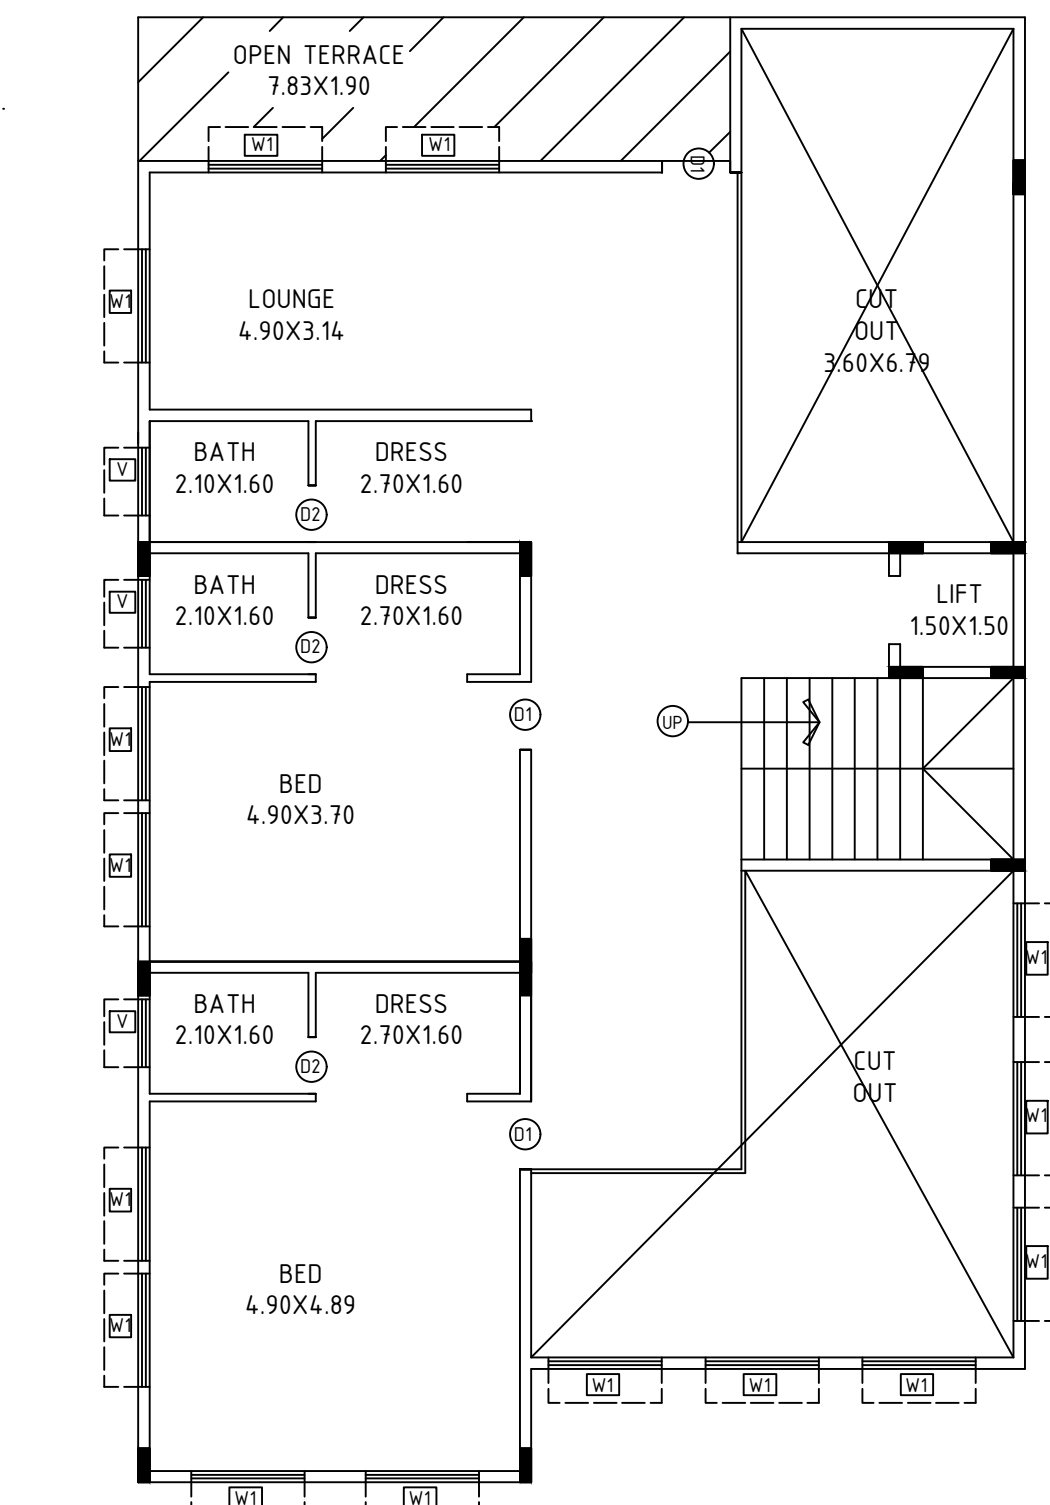 OPEN TERRACE
7.83X1.90
W1
W1
D1
W1
LOUNGE
4.90X3.14
CUT
OUT
3.60X6.79
V
BATH
2.10X1.60
DRESS
2.70X1.60
D2
V
BATH
2.10X1.60
DRESS
2.70X1.60
D2
LIFT
1.50X1.50
W1
D1
UP
BED
4.90X3.70
W1
W1
V
BATH
2.10X1.60
DRESS
2.70X1.60
D2
CUT
OUT
W1
D1
W1
W1
BED
4.90X4.89
W1
W1
W1
W1
W1
W1